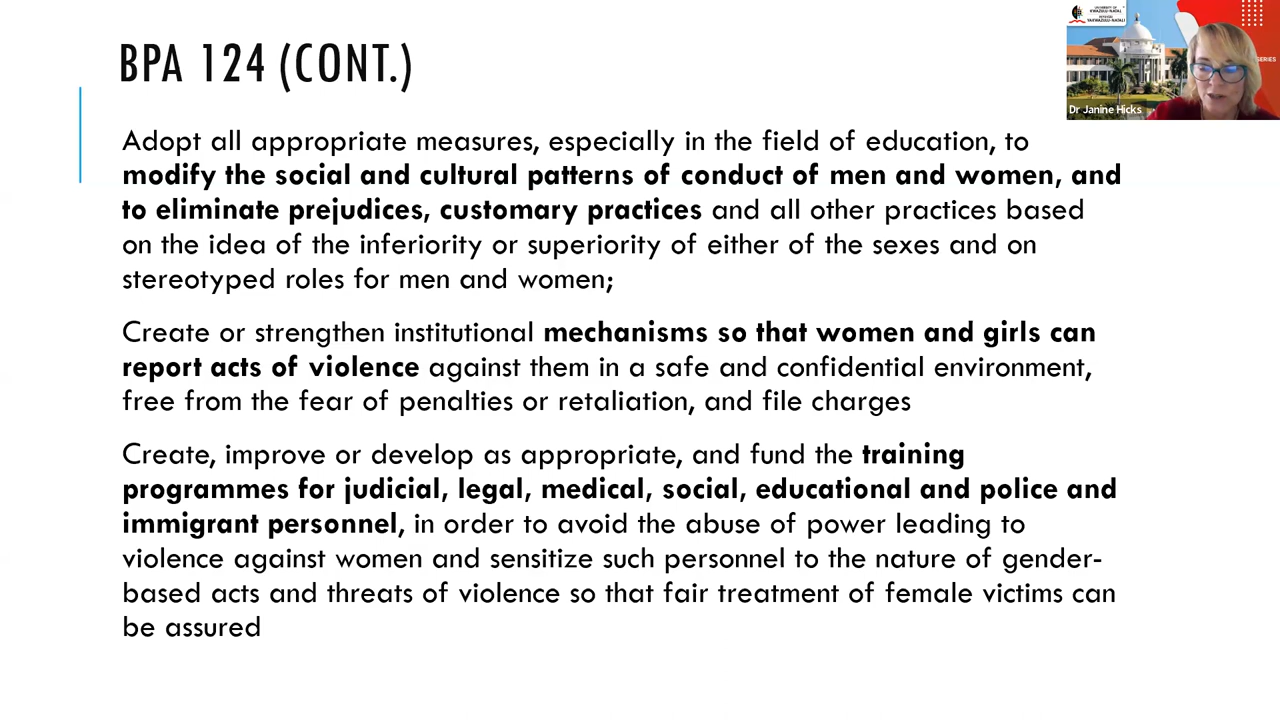 BPA 124 (CONT.)
UNIVERSITY OF
KWAZULU-NATAL
INYUVESI
YAKWAZULU-NATALI
SERIES
Dr Janine Hicks
Adopt all appropriate measures, especially in the field of education, to
modify the social and cultural patterns of conduct of men and women, and
to eliminate prejudices, customary practices and all other practices based
on the idea of the inferiority or superiority of either of the sexes and on
stereotyped roles for men and women;
Create or strengthen institutional mechanisms so that women and girls can
report acts of violence against them in a safe and confidential environment,
free from the fear of penalties or retaliation, and file charges
Create, improve or develop as appropriate, and fund the training
programmes for judicial, legal, medical, social, educational and police and
immigrant personnel, in order to avoid the abuse of power leading to
violence against women and sensitize such personnel to the nature of gender-
based acts and threats of violence so that fair treatment of female victims can
be assured